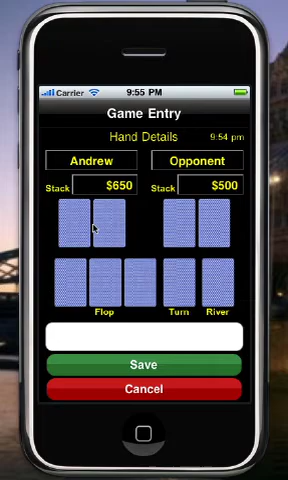 Carrier 9:55 PM
Game Entry
Hand Details 9:54 pm
Andrew Opponent
Stack $650 Stack $500
Flop Turn River
Save
Cancel